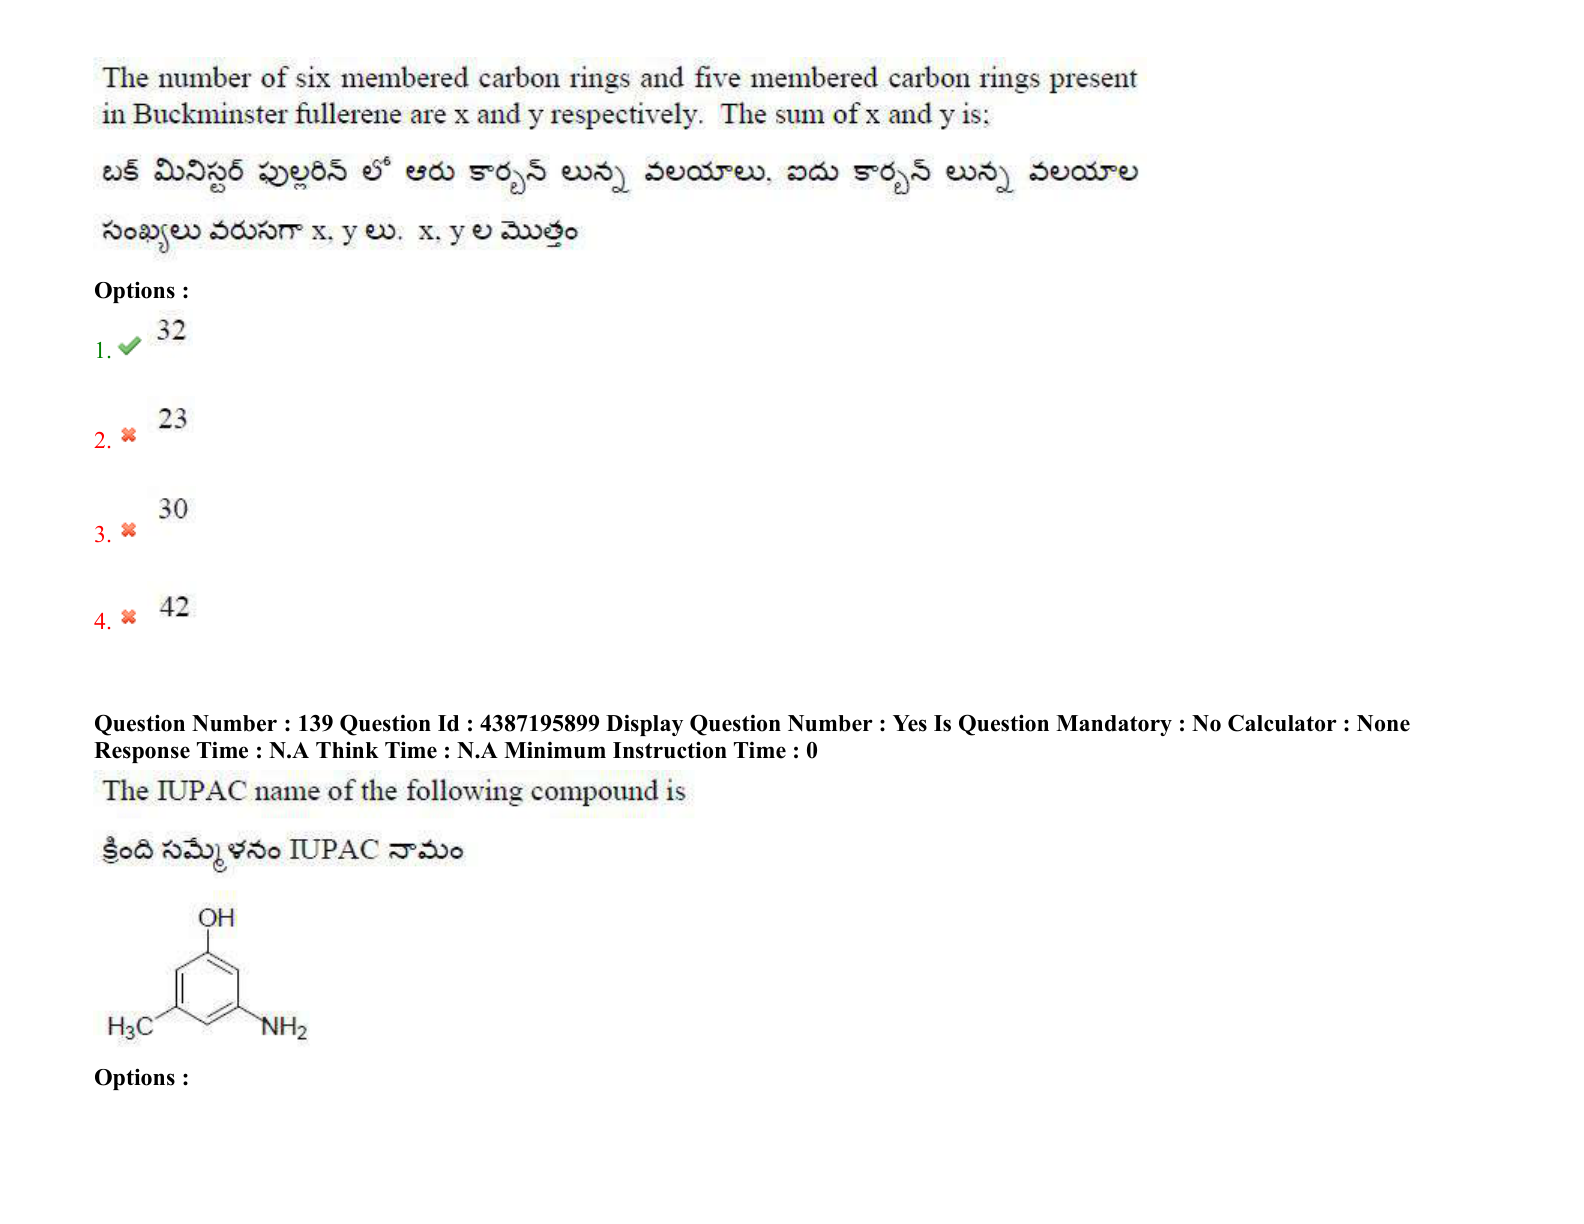 The number of six membered carbon rings and five membered carbon rings present
in Buckminster fullerene are x and y respectively. The sum of x and y is;
బక్ మినిస్టర్ ఫుల్లరిన్ లో ఆరు కార్బన్ లున్న వలయాలు, ఐదు కార్బన్ లున్న వలయాల
సంఖ్యలు వరుసగా x, y లు. x, y ల మొత్తం
Options :
32
1.
23
2.
30
3.
42
4.
Question Number : 139 Question Id : 4387195899 Display Question Number : Yes Is Question Mandatory : No Calculator : None
Response Time : N.A Think Time : N.A Minimum Instruction Time : 0
The IUPAC name of the following compound is
క్రింది సమ్మేళనం IUPAC నామం
OH
H3C NH2
Options :